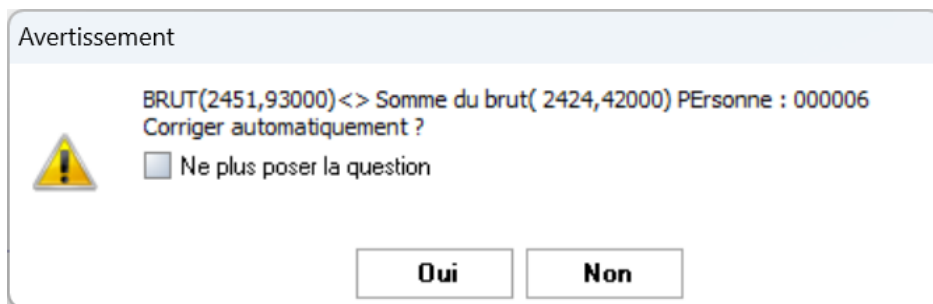 Avertissement
BRUT(2451,93000)<> Somme du brut( 2424,42000) PErsonne : 000006
Corriger automatiquement ?
Ne plus poser la question
Oui Non